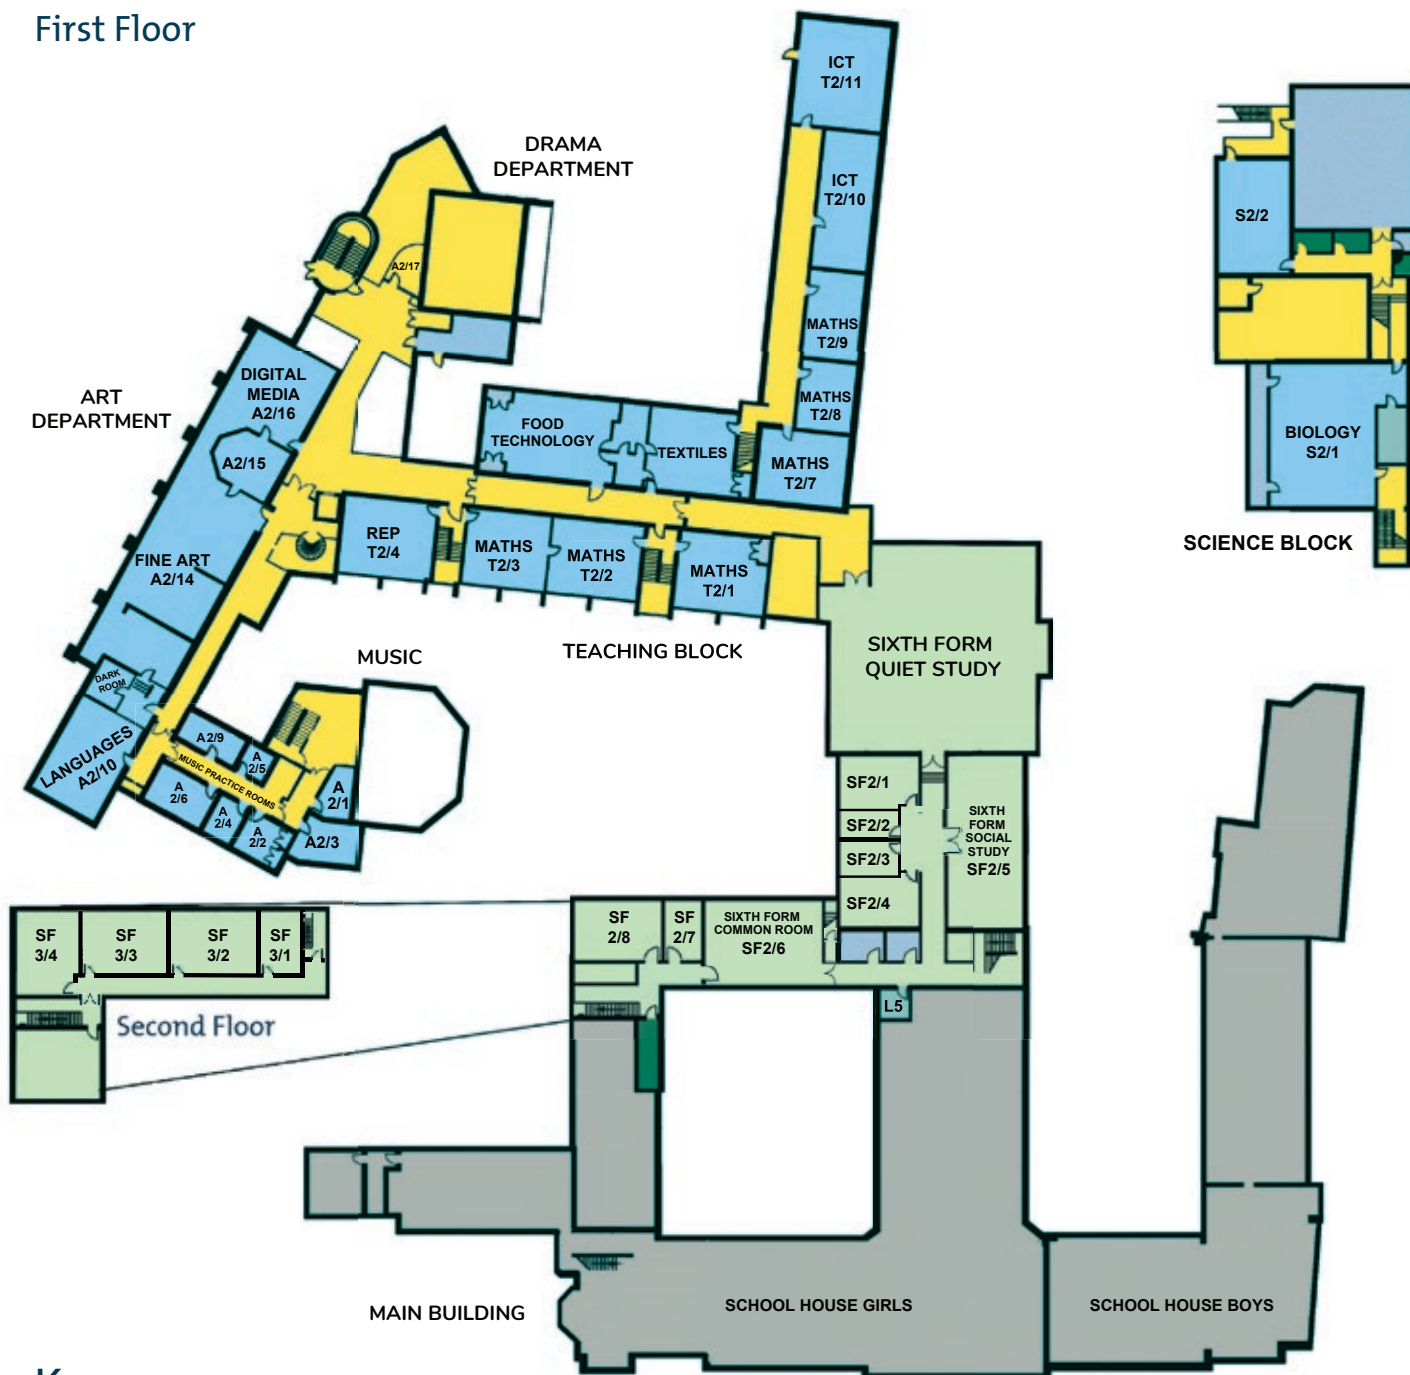 First Floor
DRAMA
DEPARTMENT
ICT
T2/11
ICT
T2/10
S2/2
A2/17
MATHS
T2/9
DIGITAL
MEDIA
A2/16
ART
DEPARTMENT
MATHS
T2/8
FOOD
TECHNOLOGY
TEXTILES
BIOLOGY
S2/1
A2/15
MATHS
T2/7
SCIENCE BLOCK
REP
T2/4
MATHS
T2/3
MATHS
T2/2
MATHS
T2/1
FINE ART
A2/14
MUSIC
TEACHING BLOCK
SIXTH FORM
QUIET STUDY
DARK
ROOM
LANGUAGES
A2/10
A2/9
A
2/5
MUSIC PRACTICE ROOMS
A
2/6
A
2/4
A
2/2
A
2/1
A2/3
SF2/1
SF2/2
SF2/3
SF2/4
SIXTH
FORM
SOCIAL
STUDY
SF2/5
SF
3/4
SF
3/3
SF
3/2
SF
3/1
SF
2/8
SF
2/7
SIXTH FORM
COMMON ROOM
SF2/6
Second Floor
L5
MAIN BUILDING
SCHOOL HOUSE GIRLS
SCHOOL HOUSE BOYS